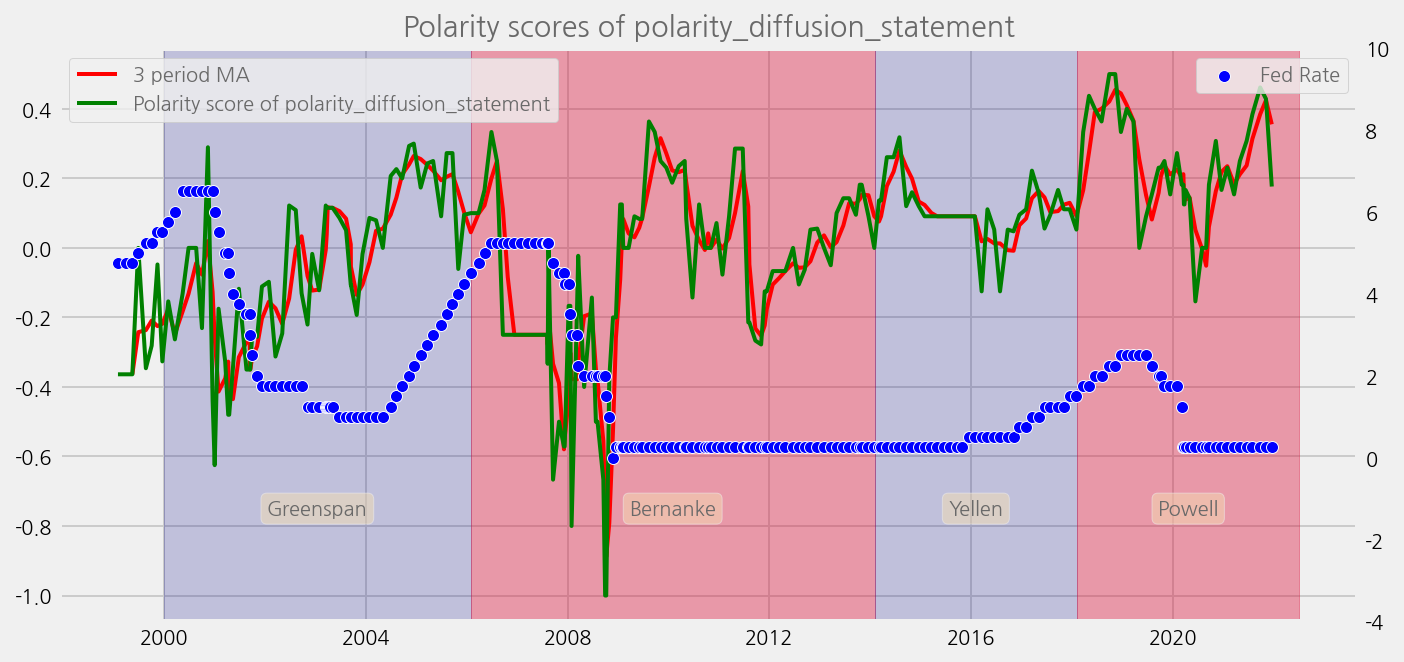 Polarity scores of polarity_diffusion_statement
3 period MA
Polarity score of polarity_diffusion_statement
Fed Rate
0.4
0.2
0.0
-0.2
-0.4
-0.6
-0.8
-1.0
10
8
6
4
2
0
-2
-4
Greenspan
Bernanke
Yellen
Powell
2000
2004
2008
2012
2016
2020